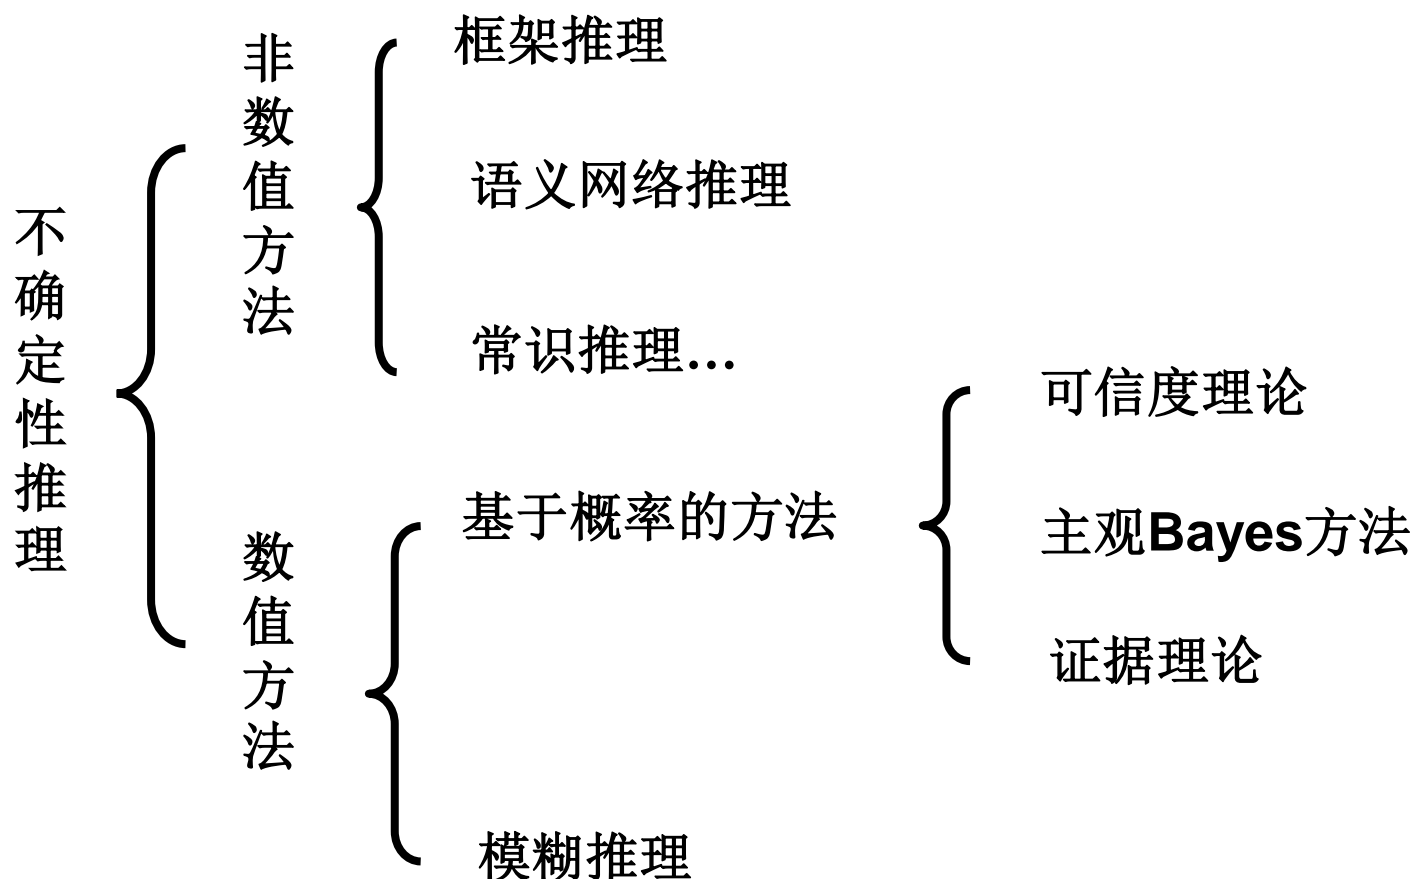 不确定性推理
非数值方法
框架推理
语义网络推理
常识推理...
数值方法
基于概率的方法
可信度理论
主观Bayes方法
证据理论
模糊推理